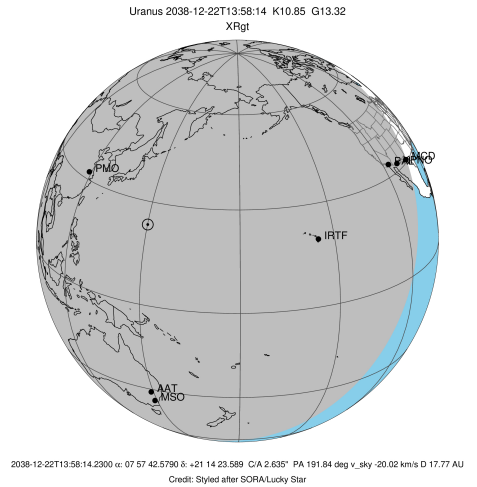 Uranus 2038-12-22T13:58:14 K10.85 G13.32
XRgt
MCD
PMO
IRTF
AAT
MSO
2038-12-22T13:58:14.2300 α: 07 57 42.5790 δ: +21 14 23.589 C/A 2.635" PA 191.84 deg v_sky -20.02 km/s D 17.77 AU
Credit: Styled after SORA/Lucky Star